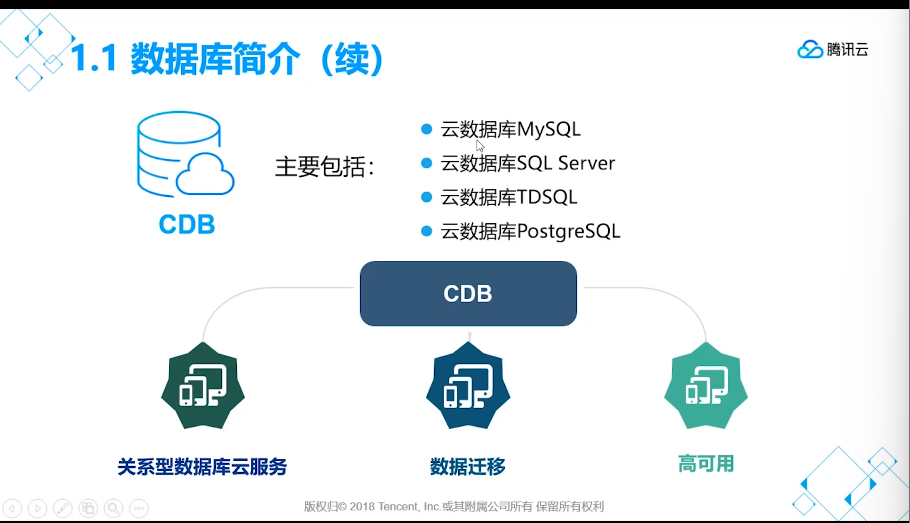 1.1 数据库简介（续）
腾讯云
云数据库MySQL
云数据库SQL Server
云数据库TDSQL
云数据库PostgreSQL
主要包括：
CDB
CDB
关系型数据库云服务
数据迁移
高可用
版权归© 2018 Tencent, Inc.或其附属公司所有 保留所有权利